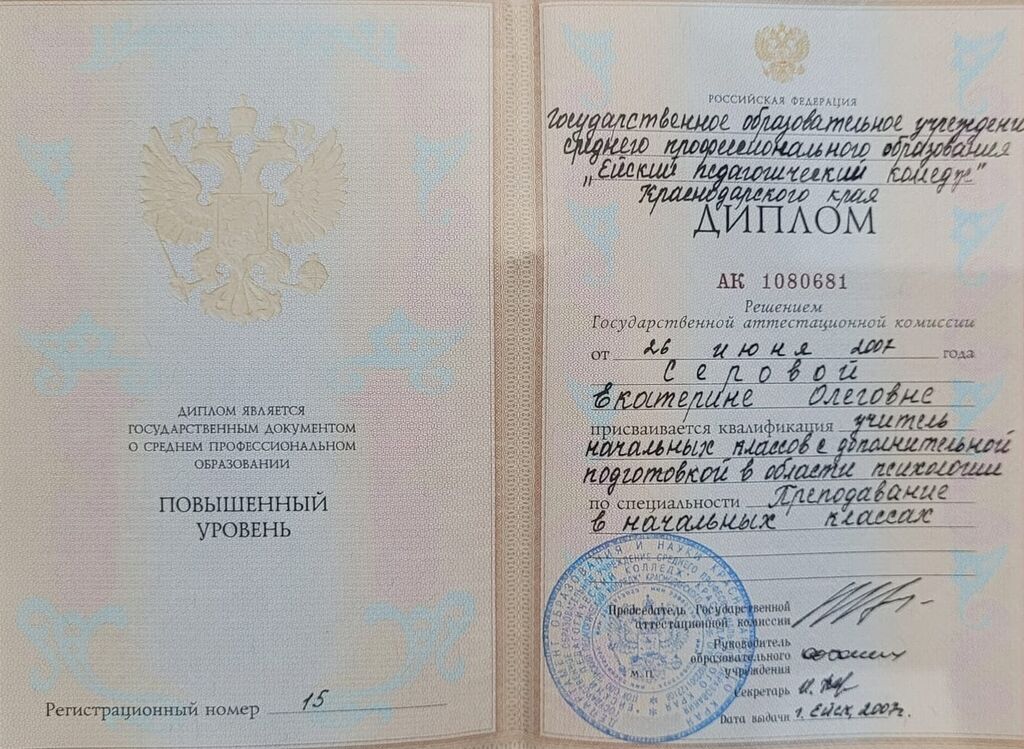 ДИПЛОМ ЯВЛЯЕТСЯ
ГОСУДАРСТВЕННЫМ ДОКУМЕНТОМ
О СРЕДНЕМ ПРОФЕССИОНАЛЬНОМ
ОБРАЗОВАНИИ
ПОВЫШЕННЫЙ
УРОВЕНЬ
Регистрационный номер 15
РОССИЙСКАЯ ФЕДЕРАЦИЯ
Государственное образовательное учреждение
среднего профессионального образования
"Ейский педагогический колледж"
Краснодарского края
ДИПЛОМ
АК 1080681
Решением
Государственной аттестационной комиссии
от 26 июня 2007 года
Серовой
Екатерине Олеговне
присваивается квалификация учитель
начальных классов с дополнительной
подготовкой в области психологии
по специальности Преподавание
в начальных классах
Председатель Государственной
аттестационной комиссии
Руководитель
образовательного
учреждения
М.П.
Секретарь
Дата выдачи г. Ейск, 2007г.